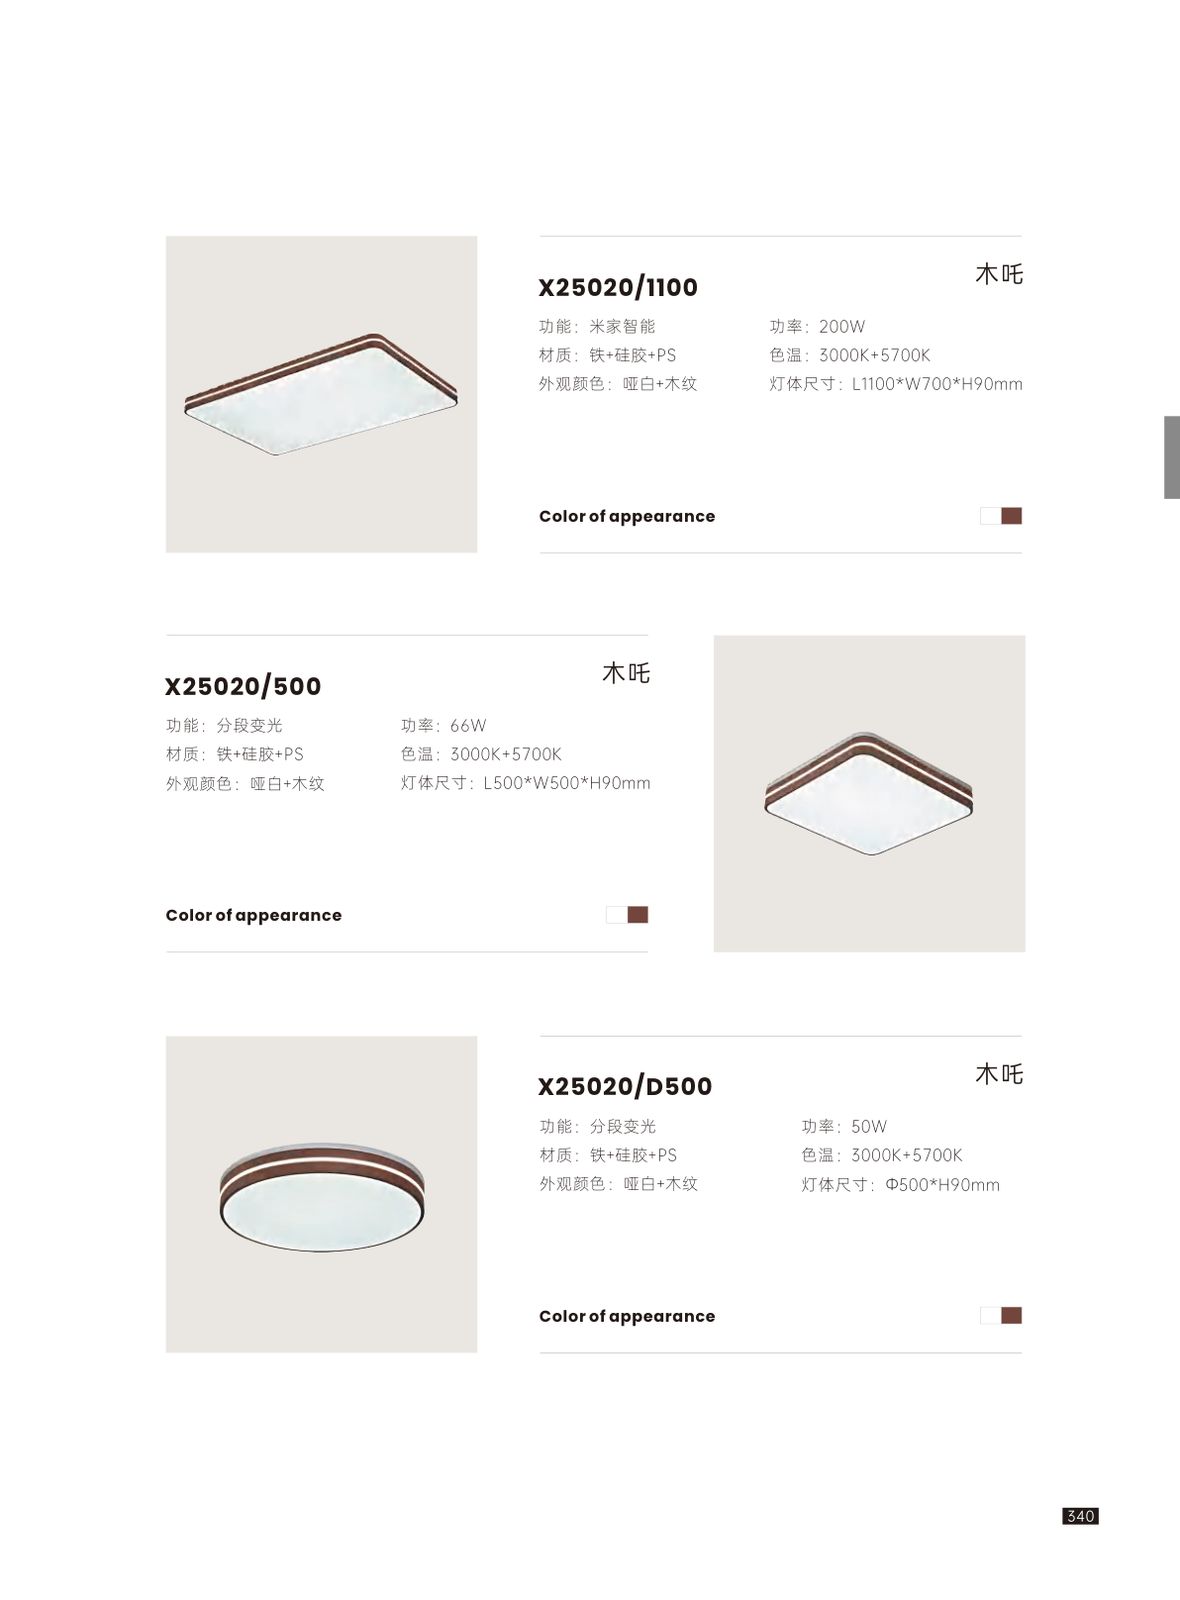 木吒
X25020/1100
功能：米家智能
功率：200W
材质：铁+硅胶+PS
色温：3000K+5700K
外观颜色：哑白+木纹
灯体尺寸：L1100*W700*H90mm
Color of appearance
木吒
X25020/500
功能：分段变光
功率：66W
材质：铁+硅胶+PS
色温：3000K+5700K
外观颜色：哑白+木纹
灯体尺寸：L500*W500*H90mm
Color of appearance
木吒
X25020/D500
功能：分段变光
功率：50W
材质：铁+硅胶+PS
色温：3000K+5700K
外观颜色：哑白+木纹
灯体尺寸：Φ500*H90mm
Color of appearance
340